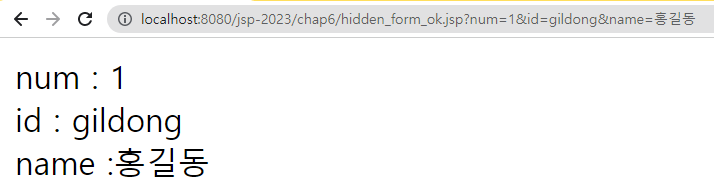 localhost:8080/jsp-2023/chap6/hidden_form_ok.jsp?num=1&id=gildong&name=홍길동
num : 1
id : gildong
name :홍길동